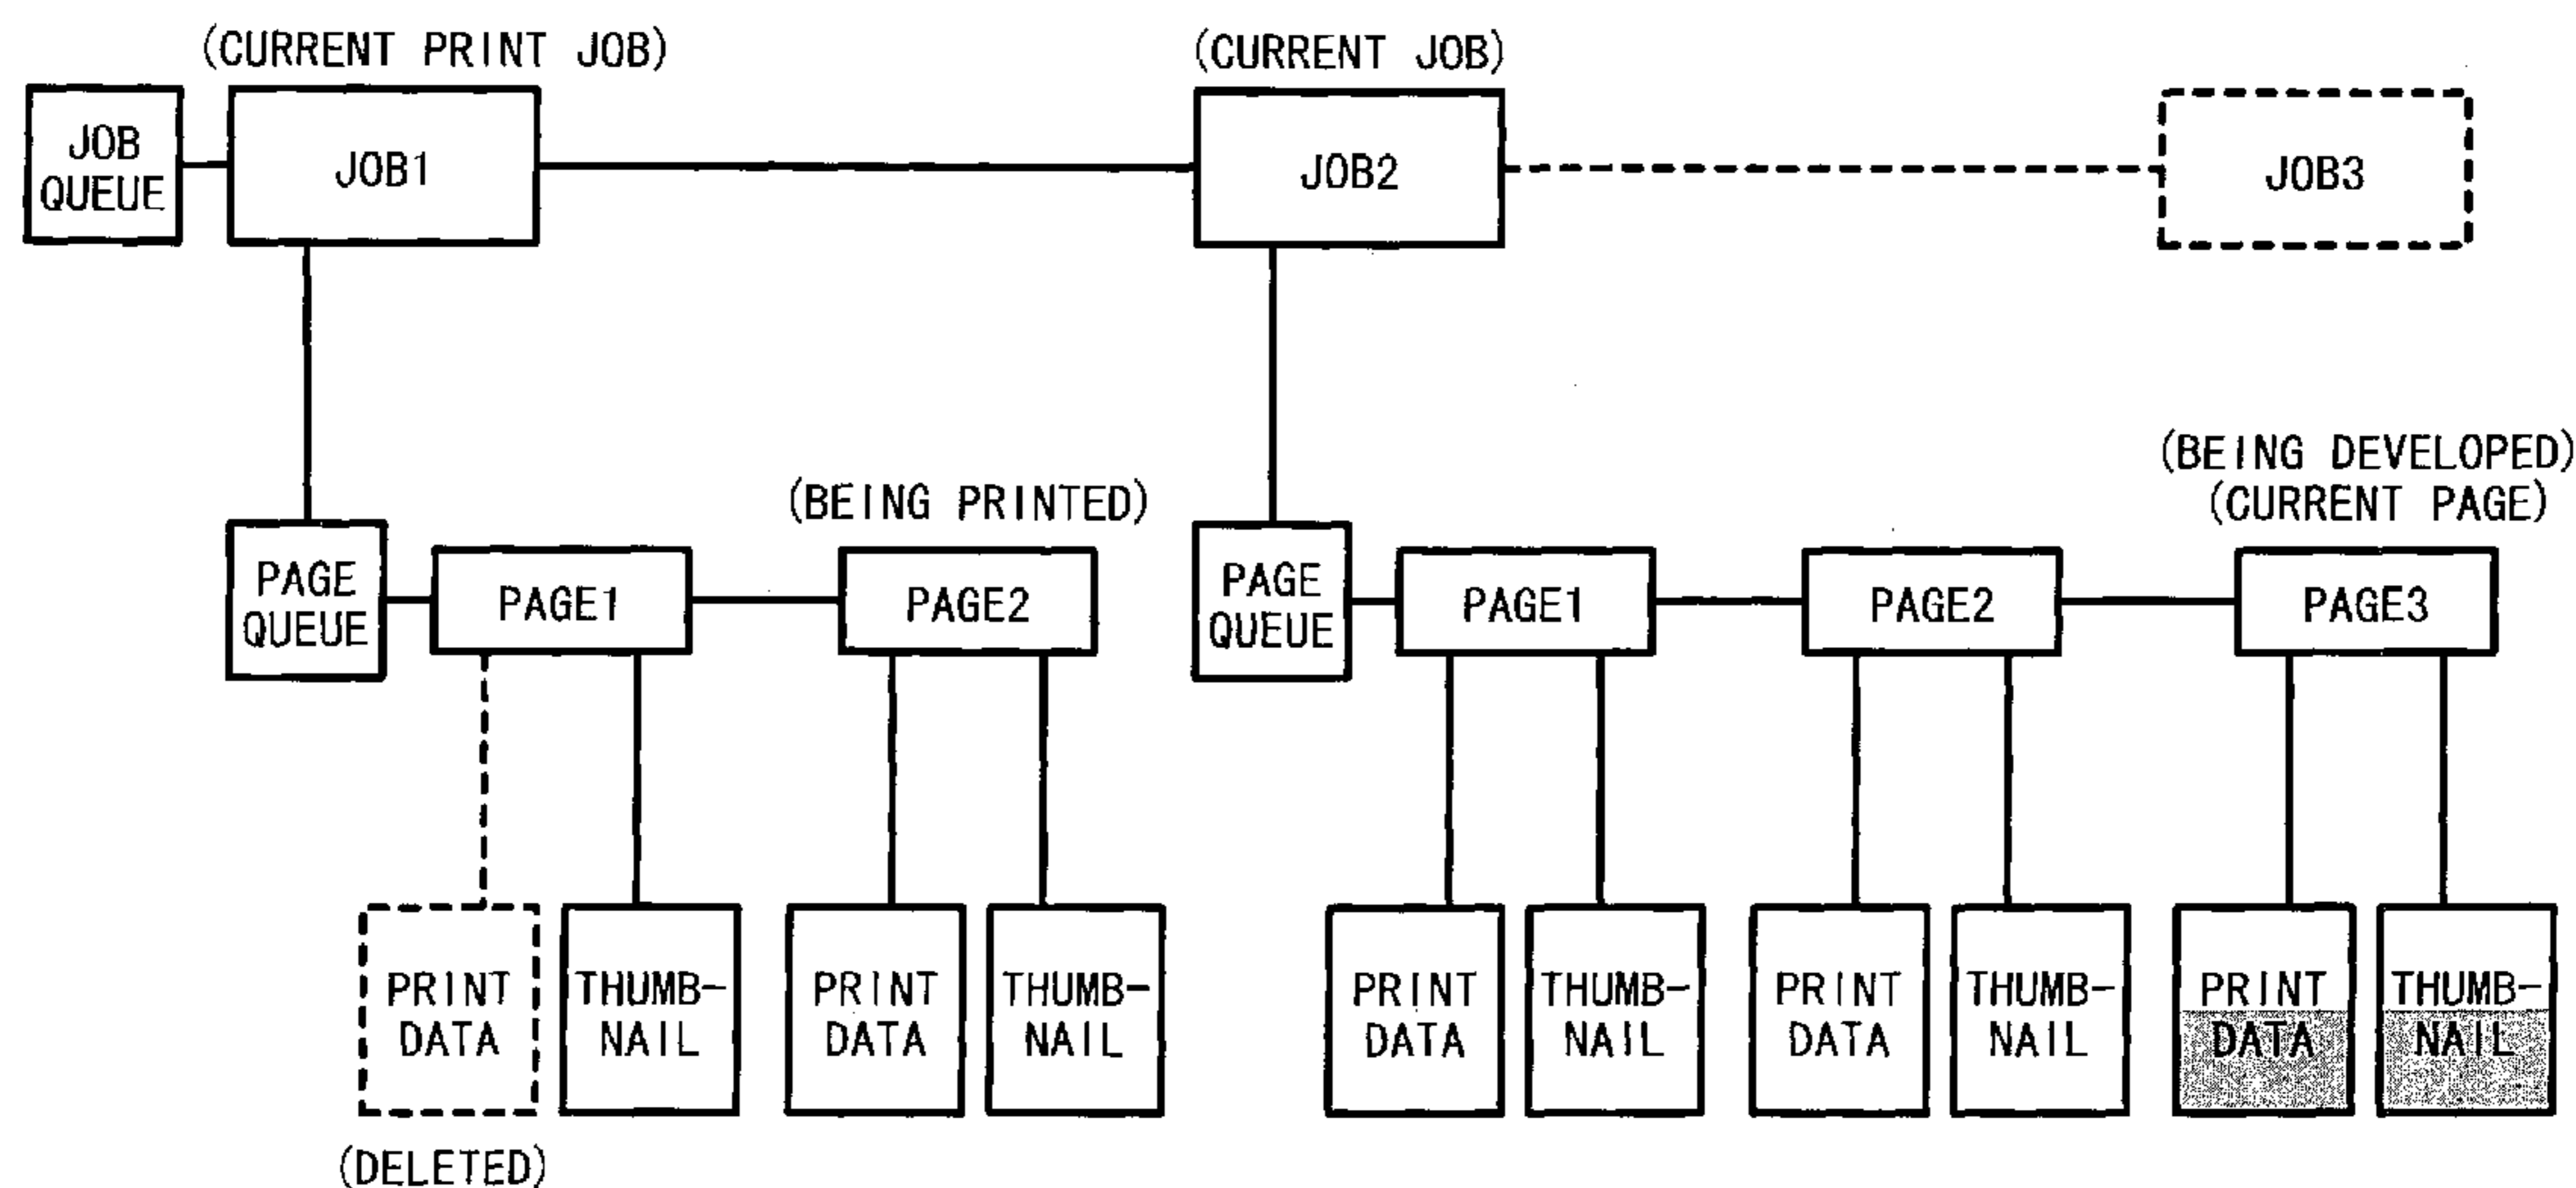 (CURRENT PRINT JOB)
(CURRENT JOB)
JOB
QUEUE
JOB1
JOB2
JOB3
(BEING PRINTED)
(BEING DEVELOPED)
(CURRENT PAGE)
PAGE
QUEUE
PAGE1
PAGE2
PAGE
QUEUE
PAGE1
PAGE2
PAGE3
PRINT
DATA
THUMB-
NAIL
PRINT
DATA
THUMB-
NAIL
PRINT
DATA
THUMB-
NAIL
PRINT
DATA
THUMB-
NAIL
PRINT
DATA
THUMB-
NAIL
(DELETED)